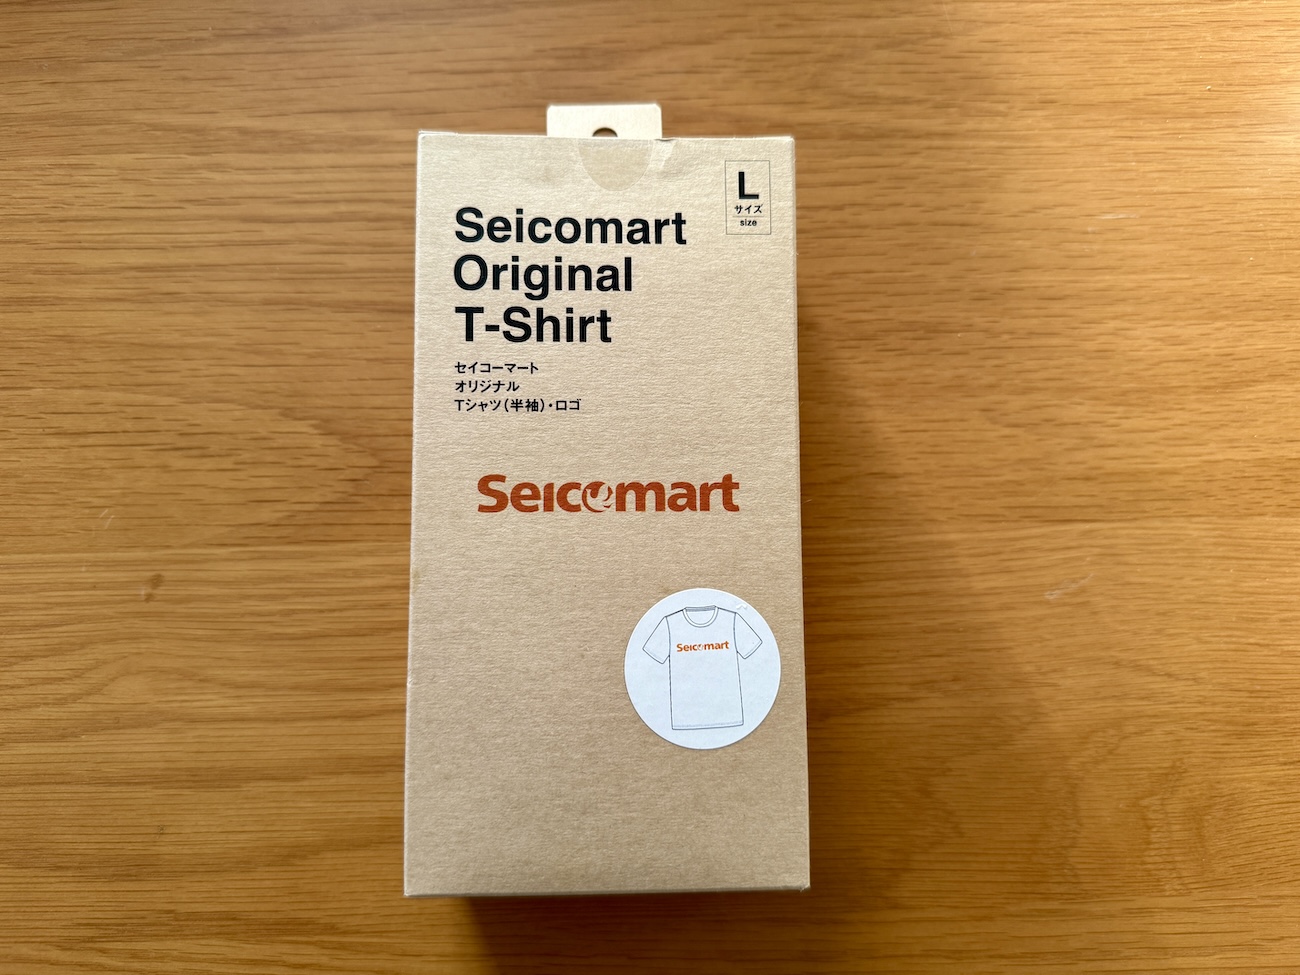 L
サイズ
size
Seicomart
Original
T-Shirt
セイコーマート
オリジナル
Tシャツ(半袖)・ロゴ
Seicomart
Seicomart